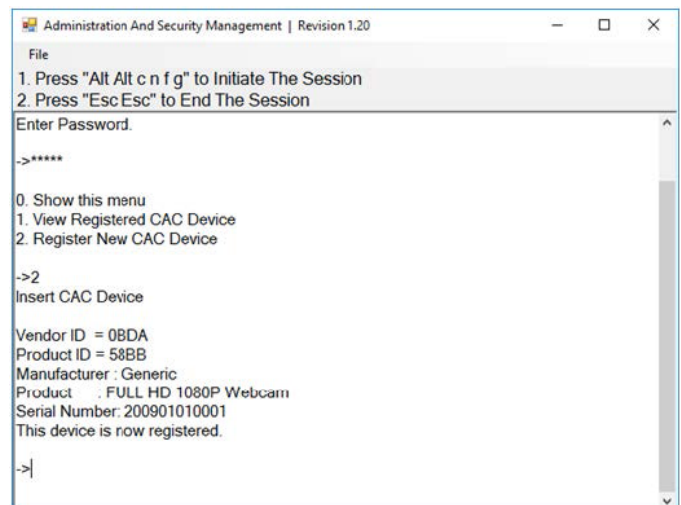 Administration And Security Management | Revision 1.20
File
1. Press "Alt Alt c n f g" to Initiate The Session
2. Press "Esc Esc" to End The Session
Enter Password.
->*****
0. Show this menu
1. View Registered CAC Device
2. Register New CAC Device
->2
Insert CAC Device
Vendor ID = 0BDA
Product ID = 58BB
Manufacturer : Generic
Product : FULL HD 1080P Webcam
Serial Number: 200901010001
This device is now registered.
->